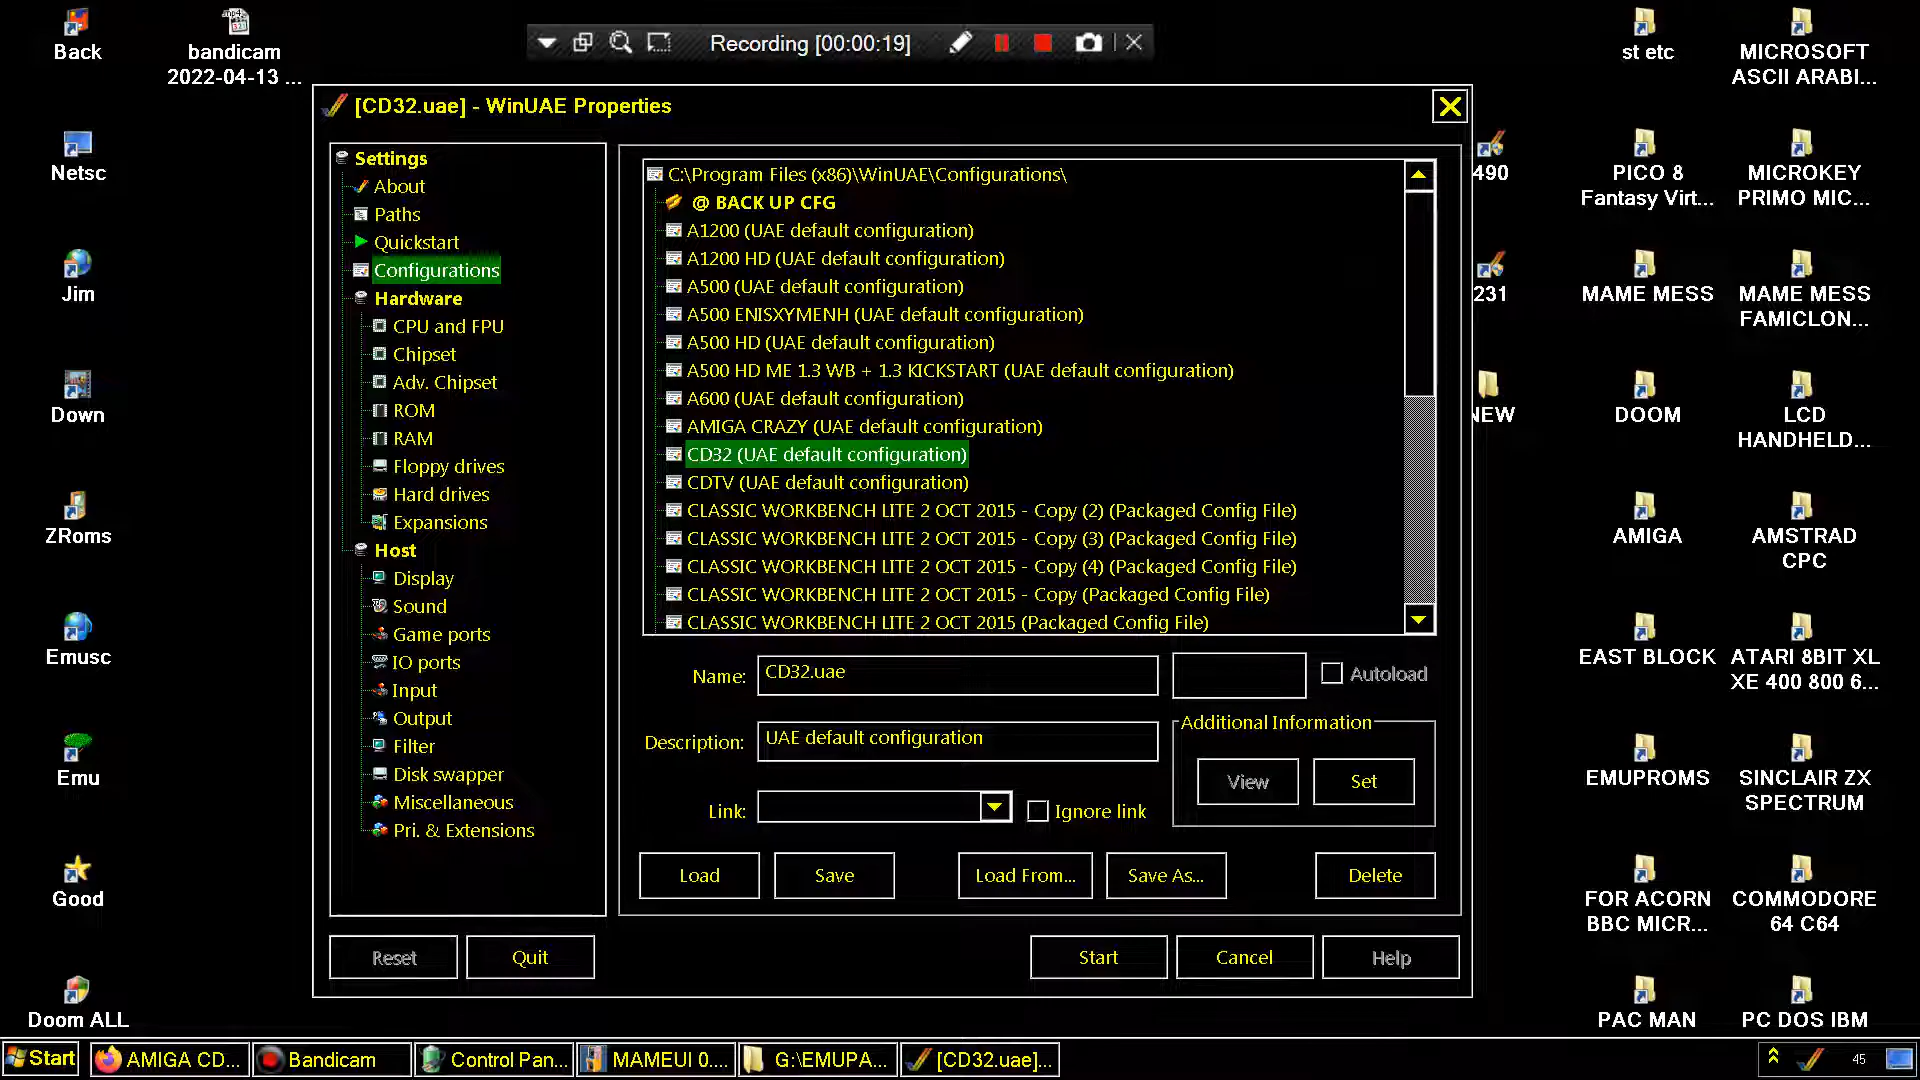 Back
bandicam
2022-04-13 ...
Recording [00:00:19]
st etc
MICROSOFT
ASCII ARABI...
[CD32.uae] - WinUAE Properties
Netsc
Jim
Down
ZRoms
Emusc
Emu
Good
Doom ALL
Settings
About
Paths
Quickstart
Configurations
Hardware
CPU and FPU
Chipset
Adv. Chipset
ROM
RAM
Floppy drives
Hard drives
Expansions
Host
Display
Sound
Game ports
IO ports
Input
Output
Filter
Disk swapper
Miscellaneous
Pri. & Extensions
C:\Program Files (x86)\WinUAE\Configurations\
@ BACK UP CFG
A1200 (UAE default configuration)
A1200 HD (UAE default configuration)
A500 (UAE default configuration)
A500 ENISXYMENH (UAE default configuration)
A500 HD (UAE default configuration)
A500 HD ME 1.3 WB + 1.3 KICKSTART (UAE default configuration)
A600 (UAE default configuration)
AMIGA CRAZY (UAE default configuration)
CD32 (UAE default configuration)
CDTV (UAE default configuration)
CLASSIC WORKBENCH LITE 2 OCT 2015 - Copy (2) (Packaged Config File)
CLASSIC WORKBENCH LITE 2 OCT 2015 - Copy (3) (Packaged Config File)
CLASSIC WORKBENCH LITE 2 OCT 2015 - Copy (4) (Packaged Config File)
CLASSIC WORKBENCH LITE 2 OCT 2015 - Copy (Packaged Config File)
CLASSIC WORKBENCH LITE 2 OCT 2015 (Packaged Config File)
Name: CD32.uae
Autoload
Description: UAE default configuration
Additional Information
View
Set
Link:
Ignore link
Load
Save
Load From...
Save As...
Delete
Reset
Quit
Start
Cancel
Help
490
231
NEW
PICO 8
Fantasy Virt...
MICROKEY
PRIMO MIC...
MAME MESS
MAME MESS
FAMICLON...
DOOM
LCD
HANDHELD...
AMIGA
AMSTRAD
CPC
EAST BLOCK
ATARI 8BIT XL
XE 400 800 6...
EMUPROMS
SINCLAIR ZX
SPECTRUM
FOR ACORN
BBC MICR...
COMMODORE
64 C64
PAC MAN
PC DOS IBM
Start
AMIGA CD...
Bandicam
Control Pan...
MAMEUI 0....
G:\EMUPA...
[CD32.uae]...
45